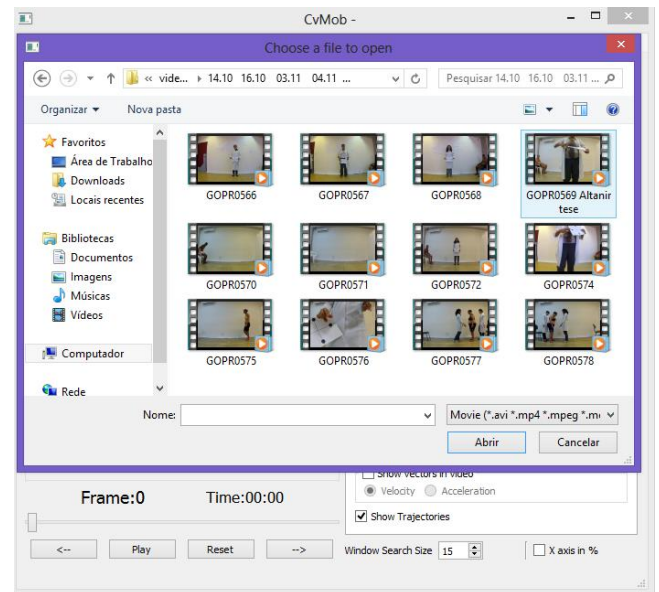 CvMob -
Choose a file to open
« vide... 14.10 16.10 03.11 04.11 ...
Pesquisar 14.10 16.10 03.11 ...
Organizar
Nova pasta
Favoritos
Área de Trabalho
Downloads
Locais recentes
Bibliotecas
Documentos
Imagens
Músicas
Vídeos
Computador
Rede
GOPR0566
GOPR0567
GOPR0568
GOPR0569 Altanir
tese
GOPR0570
GOPR0571
GOPR0572
GOPR0574
GOPR0575
GOPR0576
GOPR0577
GOPR0578
Nome:
Movie (*.avi *.mp4 *.mpeg *.m
Abrir
Cancelar
Show vectors in video
Velocity
Acceleration
Frame:0
Time:00:00
Show Trajectories
<--
Play
Reset
-->
Window Search Size 15
X axis in %